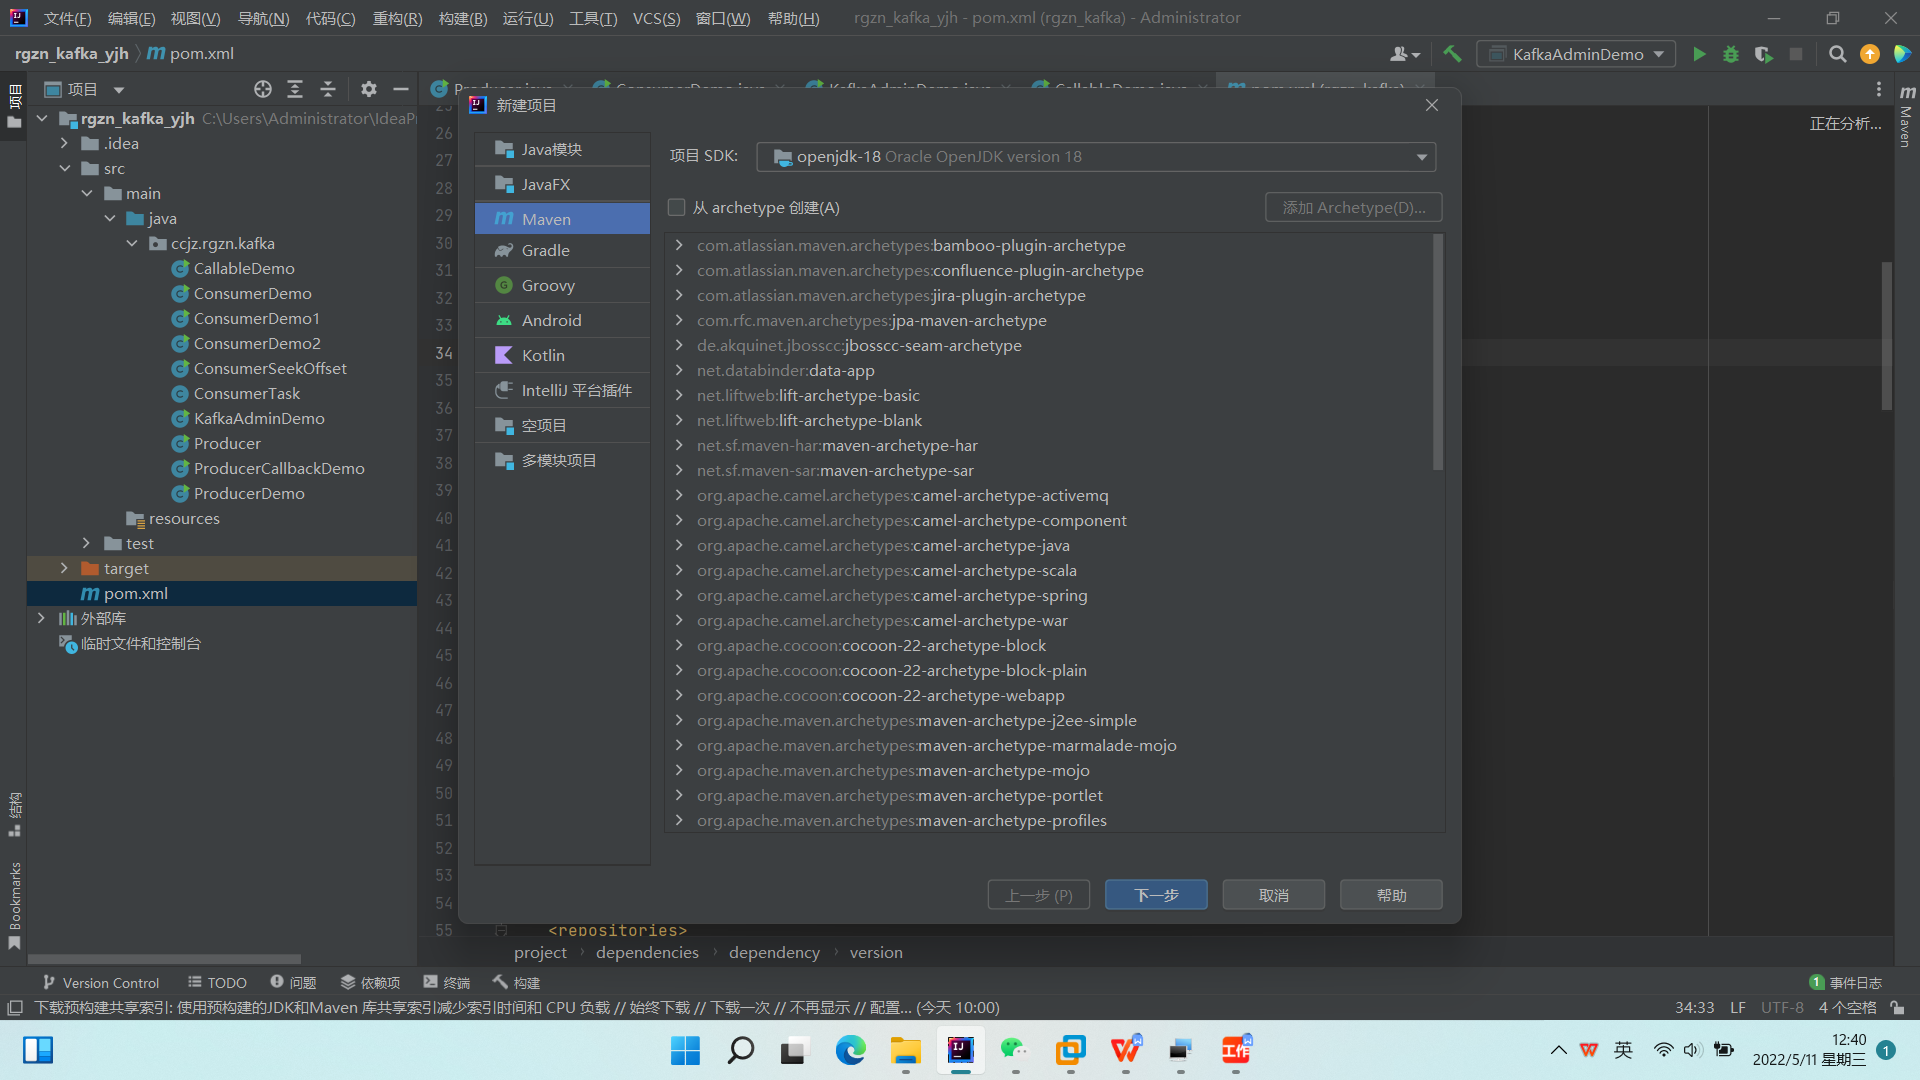 文件(F) 编辑(E) 视图(V) 导航(N) 代码(C) 重构(R) 构建(B) 运行(U) 工具(T) VCS(S) 窗口(W) 帮助(H) rgzn_kafka_yjh - pom.xml (rgzn_kafka) - Administrator
rgzn_kafka_yjh pom.xml
KafkaAdminDemo
项目
项目
新建项目
正在分析...
Maven
rgzn_kafka_yjh C:\Users\Administrator\IdeaPr
.idea
src
main
java
ccjz.rgzn.kafka
CallableDemo
ConsumerDemo
ConsumerDemo1
ConsumerDemo2
ConsumerSeekOffset
ConsumerTask
KafkaAdminDemo
Producer
ProducerCallbackDemo
ProducerDemo
resources
test
target
pom.xml
外部库
临时文件和控制台
结构
Bookmarks
26
27
28
29
30
31
32
33
34
35
36
37
38
39
40
41
42
43
44
45
46
47
48
49
50
51
52
53
54
55 <repositories>
Java模块
JavaFX
Maven
Gradle
Groovy
Android
Kotlin
IntelliJ 平台插件
空项目
多模块项目
项目 SDK: openjdk-18 Oracle OpenJDK version 18
从 archetype 创建(A) 添加 Archetype(D)...
com.atlassian.maven.archetypes:bamboo-plugin-archetype
com.atlassian.maven.archetypes:confluence-plugin-archetype
com.atlassian.maven.archetypes:jira-plugin-archetype
com.rfc.maven.archetypes:jpa-maven-archetype
de.akquinet.jbosscc:jbosscc-seam-archetype
net.databinder:data-app
net.liftweb:lift-archetype-basic
net.liftweb:lift-archetype-blank
net.sf.maven-har:maven-archetype-har
net.sf.maven-sar:maven-archetype-sar
org.apache.camel.archetypes:camel-archetype-activemq
org.apache.camel.archetypes:camel-archetype-component
org.apache.camel.archetypes:camel-archetype-java
org.apache.camel.archetypes:camel-archetype-scala
org.apache.camel.archetypes:camel-archetype-spring
org.apache.camel.archetypes:camel-archetype-war
org.apache.cocoon:cocoon-22-archetype-block
org.apache.cocoon:cocoon-22-archetype-block-plain
org.apache.cocoon:cocoon-22-archetype-webapp
org.apache.maven.archetypes:maven-archetype-j2ee-simple
org.apache.maven.archetypes:maven-archetype-marmalade-mojo
org.apache.maven.archetypes:maven-archetype-mojo
org.apache.maven.archetypes:maven-archetype-portlet
org.apache.maven.archetypes:maven-archetype-profiles
上一步 (P) 下一步 取消 帮助
project dependencies dependency version
Version Control TODO 问题 依赖项 终端 构建 1 事件日志
下载预构建共享索引: 使用预构建的JDK和Maven 库共享索引减少索引时间和 CPU 负载 // 始终下载 // 下载一次 // 不再显示 // 配置... (今天 10:00) 34:33 LF UTF-8 4 个空格
英 12:40
2022/5/11 星期三 1
工作